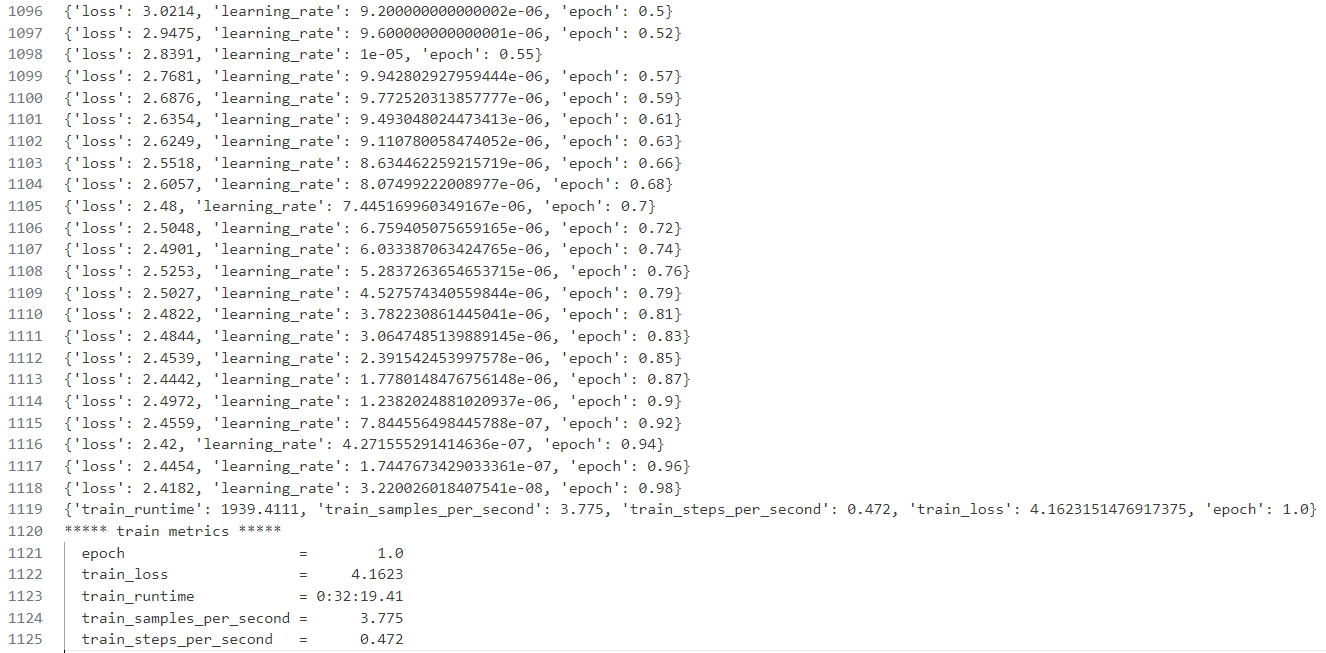 1096 {'loss': 3.0214, 'learning_rate': 9.200000000000002e-06, 'epoch': 0.5}
1097 {'loss': 2.9475, 'learning_rate': 9.600000000000001e-06, 'epoch': 0.52}
1098 {'loss': 2.8391, 'learning_rate': 1e-05, 'epoch': 0.55}
1099 {'loss': 2.7681, 'learning_rate': 9.942802927959444e-06, 'epoch': 0.57}
1100 {'loss': 2.6876, 'learning_rate': 9.772520313857777e-06, 'epoch': 0.59}
1101 {'loss': 2.6354, 'learning_rate': 9.493048024473413e-06, 'epoch': 0.61}
1102 {'loss': 2.6249, 'learning_rate': 9.110780058474052e-06, 'epoch': 0.63}
1103 {'loss': 2.5518, 'learning_rate': 8.634462259215719e-06, 'epoch': 0.66}
1104 {'loss': 2.6057, 'learning_rate': 8.07499222008977e-06, 'epoch': 0.68}
1105 {'loss': 2.48, 'learning_rate': 7.445169960349167e-06, 'epoch': 0.7}
1106 {'loss': 2.5048, 'learning_rate': 6.759405075659165e-06, 'epoch': 0.72}
1107 {'loss': 2.4901, 'learning_rate': 6.033387063424765e-06, 'epoch': 0.74}
1108 {'loss': 2.5253, 'learning_rate': 5.2837263654653715e-06, 'epoch': 0.76}
1109 {'loss': 2.5027, 'learning_rate': 4.527574340559844e-06, 'epoch': 0.79}
1110 {'loss': 2.4822, 'learning_rate': 3.782230861445041e-06, 'epoch': 0.81}
1111 {'loss': 2.4844, 'learning_rate': 3.0647485139889145e-06, 'epoch': 0.83}
1112 {'loss': 2.4539, 'learning_rate': 2.391542453997578e-06, 'epoch': 0.85}
1113 {'loss': 2.4442, 'learning_rate': 1.7780148476756148e-06, 'epoch': 0.87}
1114 {'loss': 2.4972, 'learning_rate': 1.2382024881020937e-06, 'epoch': 0.9}
1115 {'loss': 2.4559, 'learning_rate': 7.844556498445788e-07, 'epoch': 0.92}
1116 {'loss': 2.42, 'learning_rate': 4.271555291414636e-07, 'epoch': 0.94}
1117 {'loss': 2.4454, 'learning_rate': 1.7447673429033361e-07, 'epoch': 0.96}
1118 {'loss': 2.4182, 'learning_rate': 3.220026018407541e-08, 'epoch': 0.98}
1119 {'train_runtime': 1939.4111, 'train_samples_per_second': 3.775, 'train_steps_per_second': 0.472, 'train_loss': 4.1623151476917375, 'epoch': 1.0}
1120 ***** train metrics *****
1121 epoch = 1.0
1122 train_loss = 4.1623
1123 train_runtime = 0:32:19.41
1124 train_samples_per_second = 3.775
1125 train_steps_per_second = 0.472